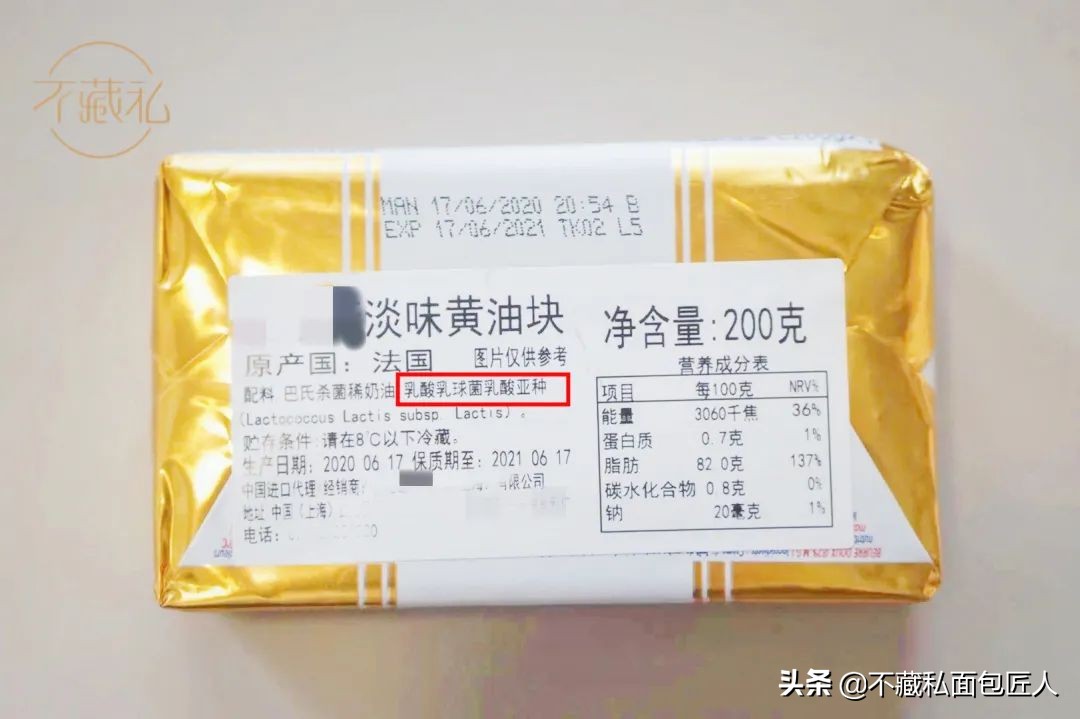 不藏私
MAN 17/06/2020 20:54 B
EXP 17/06/2021 TK02 L5
淡味黄油块
净含量:200克
原产国：法国 图片仅供参考
配料 巴氏杀菌稀奶油 乳酸乳球菌乳酸亚种
(Lactococcus Lactis subsp. Lactis)。
贮存条件:请在8℃以下冷藏。
生产日期: 2020 06 17 保质期至: 2021 06 17
中国进口代理 经销商 有限公司
地址 中国(上海)
电话:
营养成分表
项目 每100克 NRV%
能量 3060千焦 36%
蛋白质 0.7克 1%
脂肪 82.0克 137%
碳水化合物 0.8克 0%
钠 20毫克 1%
BEURRE DOUX 82% M.G.
头条 @不藏私面包匠人